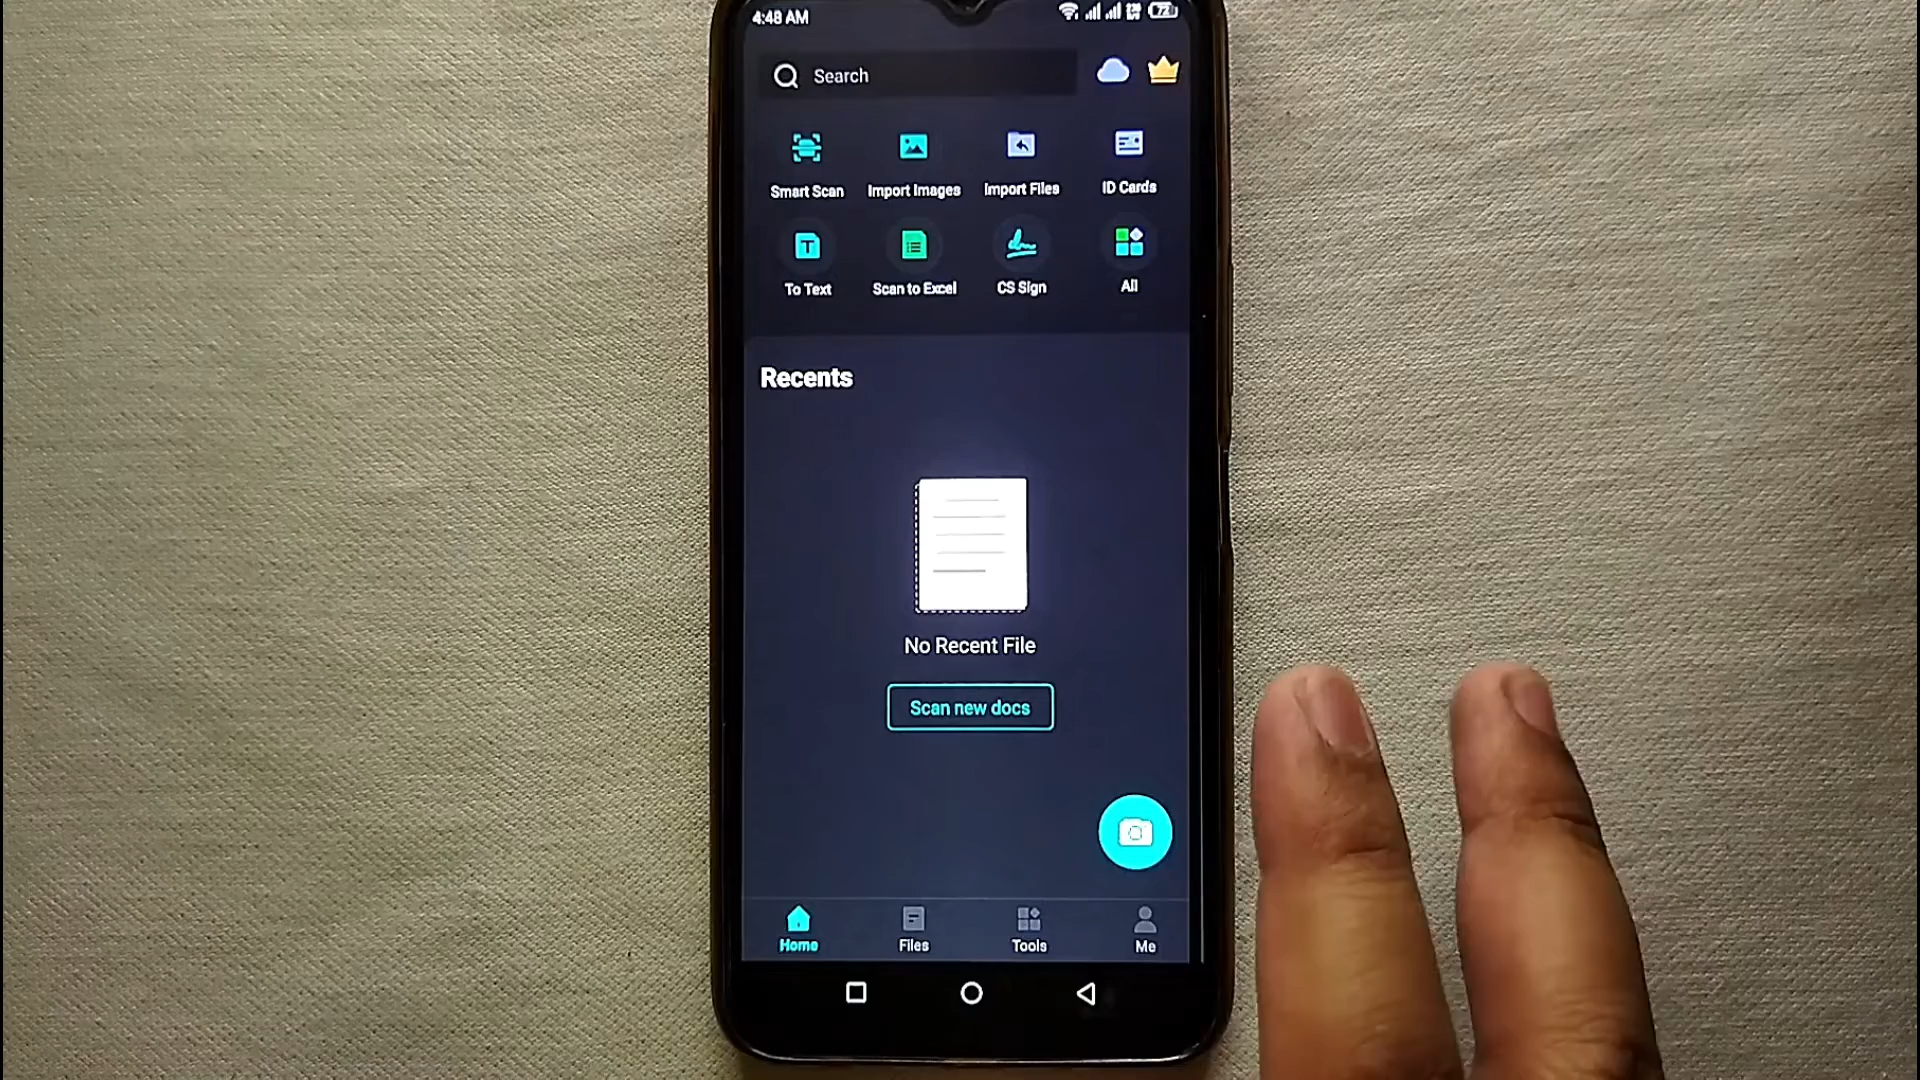 4:48 AM
72
Search
Smart Scan
Import Images
Import Files
ID Cards
To Text
Scan to Excel
CS Sign
All
Recents
No Recent File
Scan new docs
Home
Files
Tools
Me